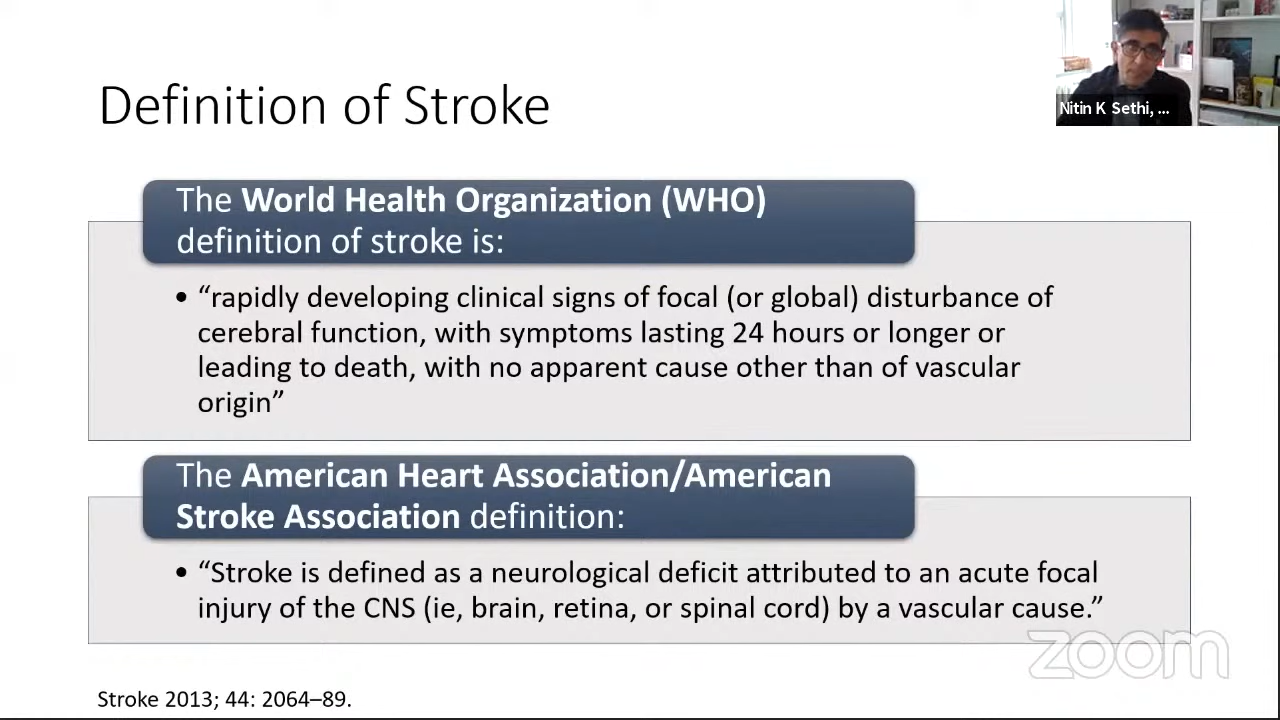 Nitin K Sethi, ...
Definition of Stroke
The World Health Organization (WHO)
definition of stroke is:
• “rapidly developing clinical signs of focal (or global) disturbance of
cerebral function, with symptoms lasting 24 hours or longer or
leading to death, with no apparent cause other than of vascular
origin”
The American Heart Association/American
Stroke Association definition:
• “Stroke is defined as a neurological deficit attributed to an acute focal
injury of the CNS (ie, brain, retina, or spinal cord) by a vascular cause.”
zoom
Stroke 2013; 44: 2064–89.